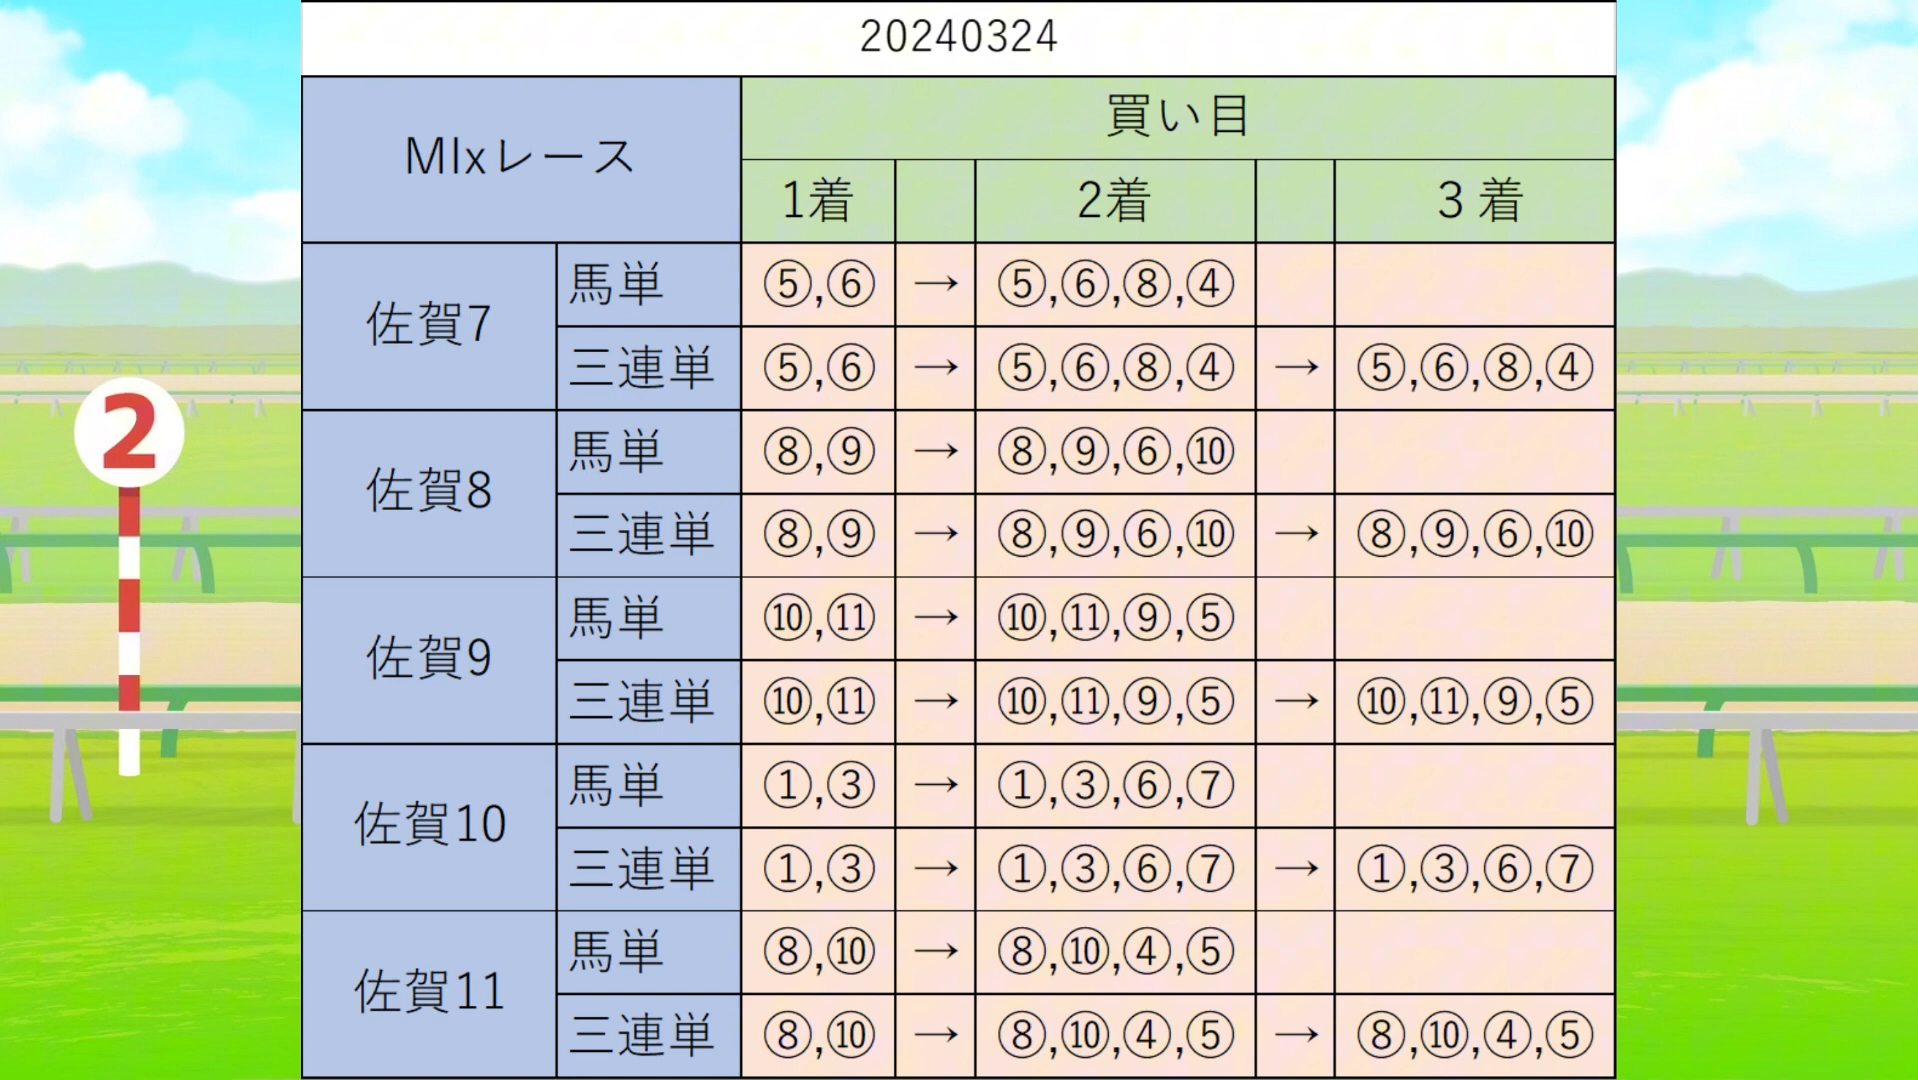 20240324
MIxレース
買い目
1着 2着 3着
佐賀7
馬単 ⑤,⑥ → ⑤,⑥,⑧,④
三連単 ⑤,⑥ → ⑤,⑥,⑧,④ → ⑤,⑥,⑧,④
佐賀8
馬単 ⑧,⑨ → ⑧,⑨,⑥,⑩
三連単 ⑧,⑨ → ⑧,⑨,⑥,⑩ → ⑧,⑨,⑥,⑩
佐賀9
馬単 ⑩,⑪ → ⑩,⑪,⑨,⑤
三連単 ⑩,⑪ → ⑩,⑪,⑨,⑤ → ⑩,⑪,⑨,⑤
佐賀10
馬単 ①,③ → ①,③,⑥,⑦
三連単 ①,③ → ①,③,⑥,⑦ → ①,③,⑥,⑦
佐賀11
馬単 ⑧,⑩ → ⑧,⑩,④,⑤
三連単 ⑧,⑩ → ⑧,⑩,④,⑤ → ⑧,⑩,④,⑤
2